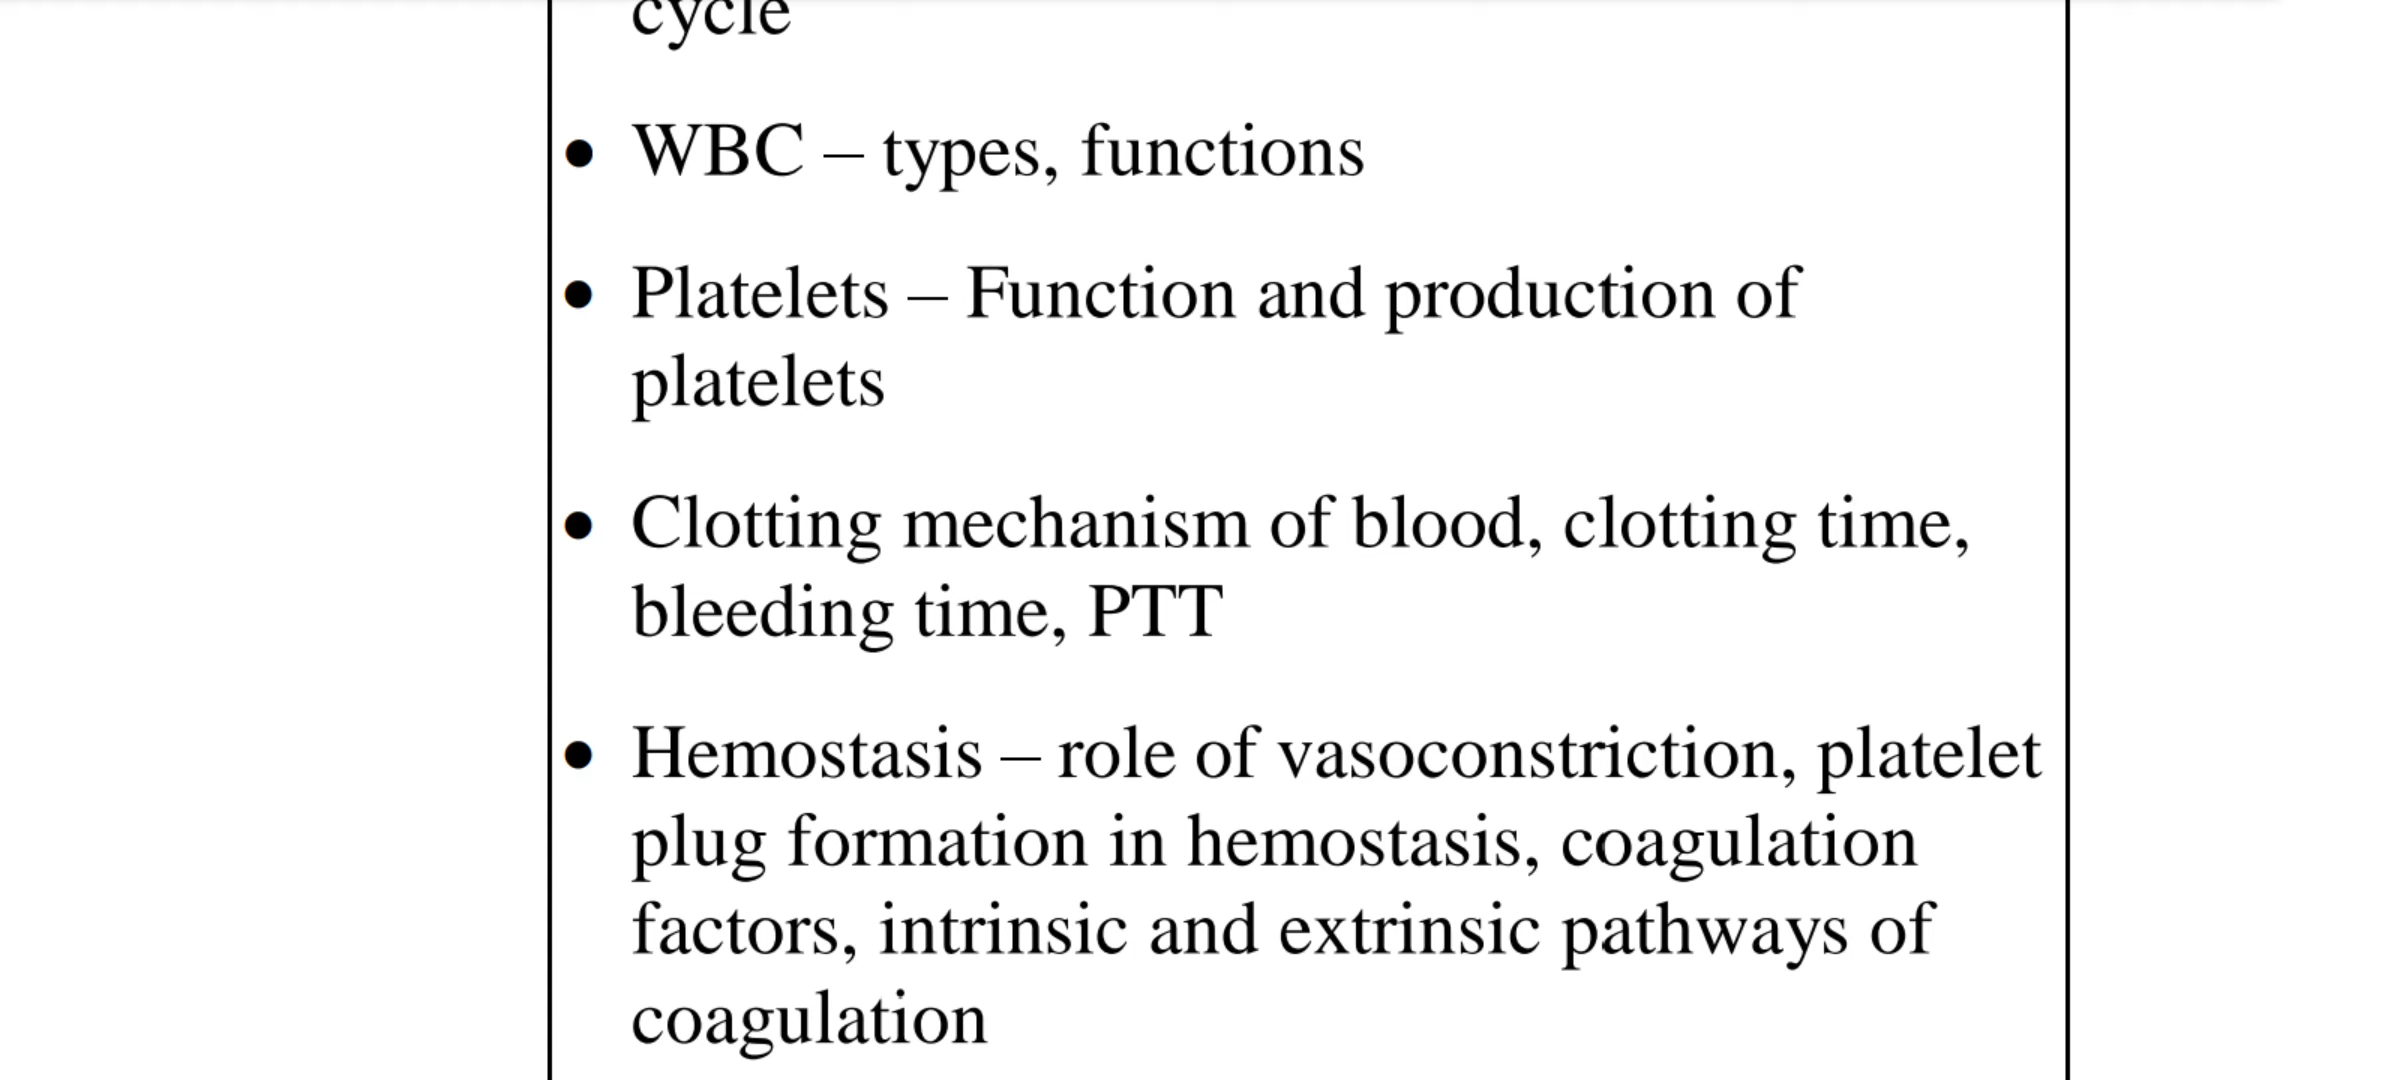 cycle
● WBC – types, functions
● Platelets – Function and production of
platelets
● Clotting mechanism of blood, clotting time,
bleeding time, PTT
● Hemostasis – role of vasoconstriction, platelet
plug formation in hemostasis, coagulation
factors, intrinsic and extrinsic pathways of
coagulation